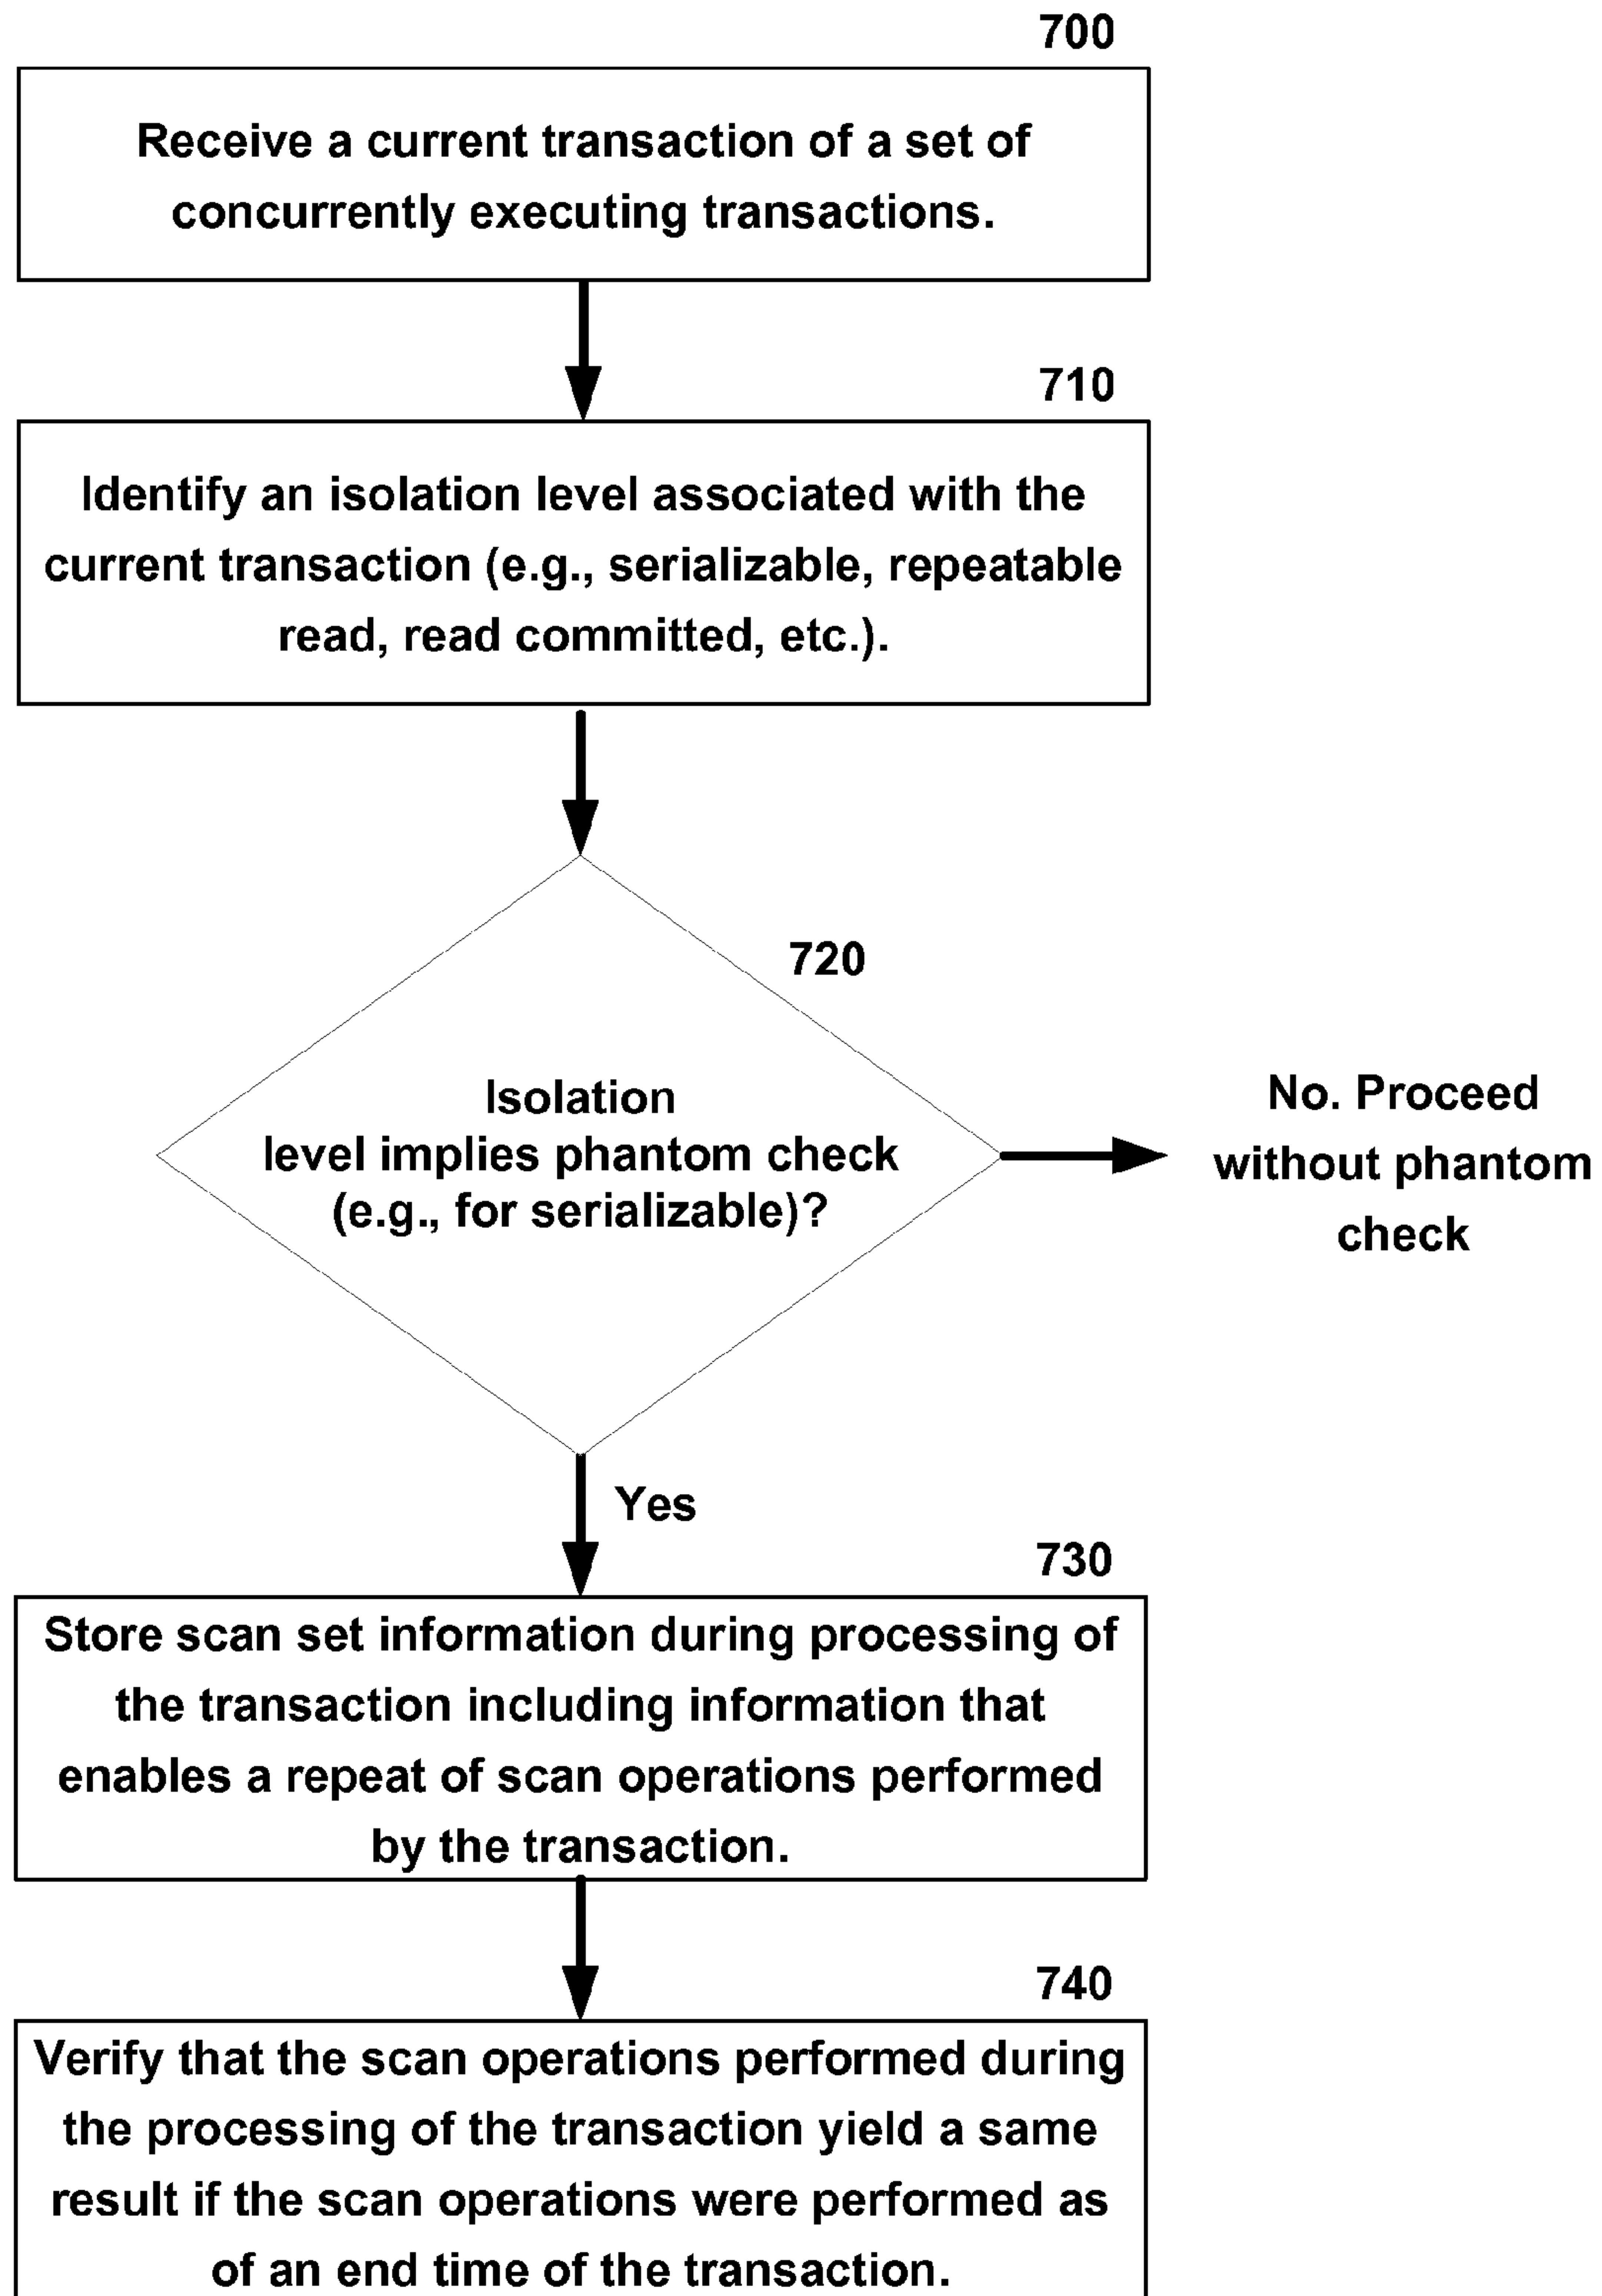 700
Receive a current transaction of a set of
concurrently executing transactions.
710
Identify an isolation level associated with the
current transaction (e.g., serializable, repeatable
read, read committed, etc.).
720
Isolation
level implies phantom check
(e.g., for serializable)?
No. Proceed
without phantom
check
Yes
730
Store scan set information during processing of
the transaction including information that
enables a repeat of scan operations performed
by the transaction.
740
Verify that the scan operations performed during
the processing of the transaction yield a same
result if the scan operations were performed as
of an end time of the transaction.